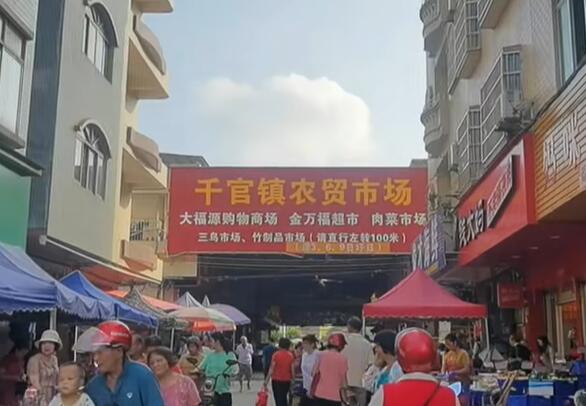 千官镇农贸市场
大福源购物商场 金万福超市 肉菜市场
三鸟市场、竹制品市场(请直行左转100米)